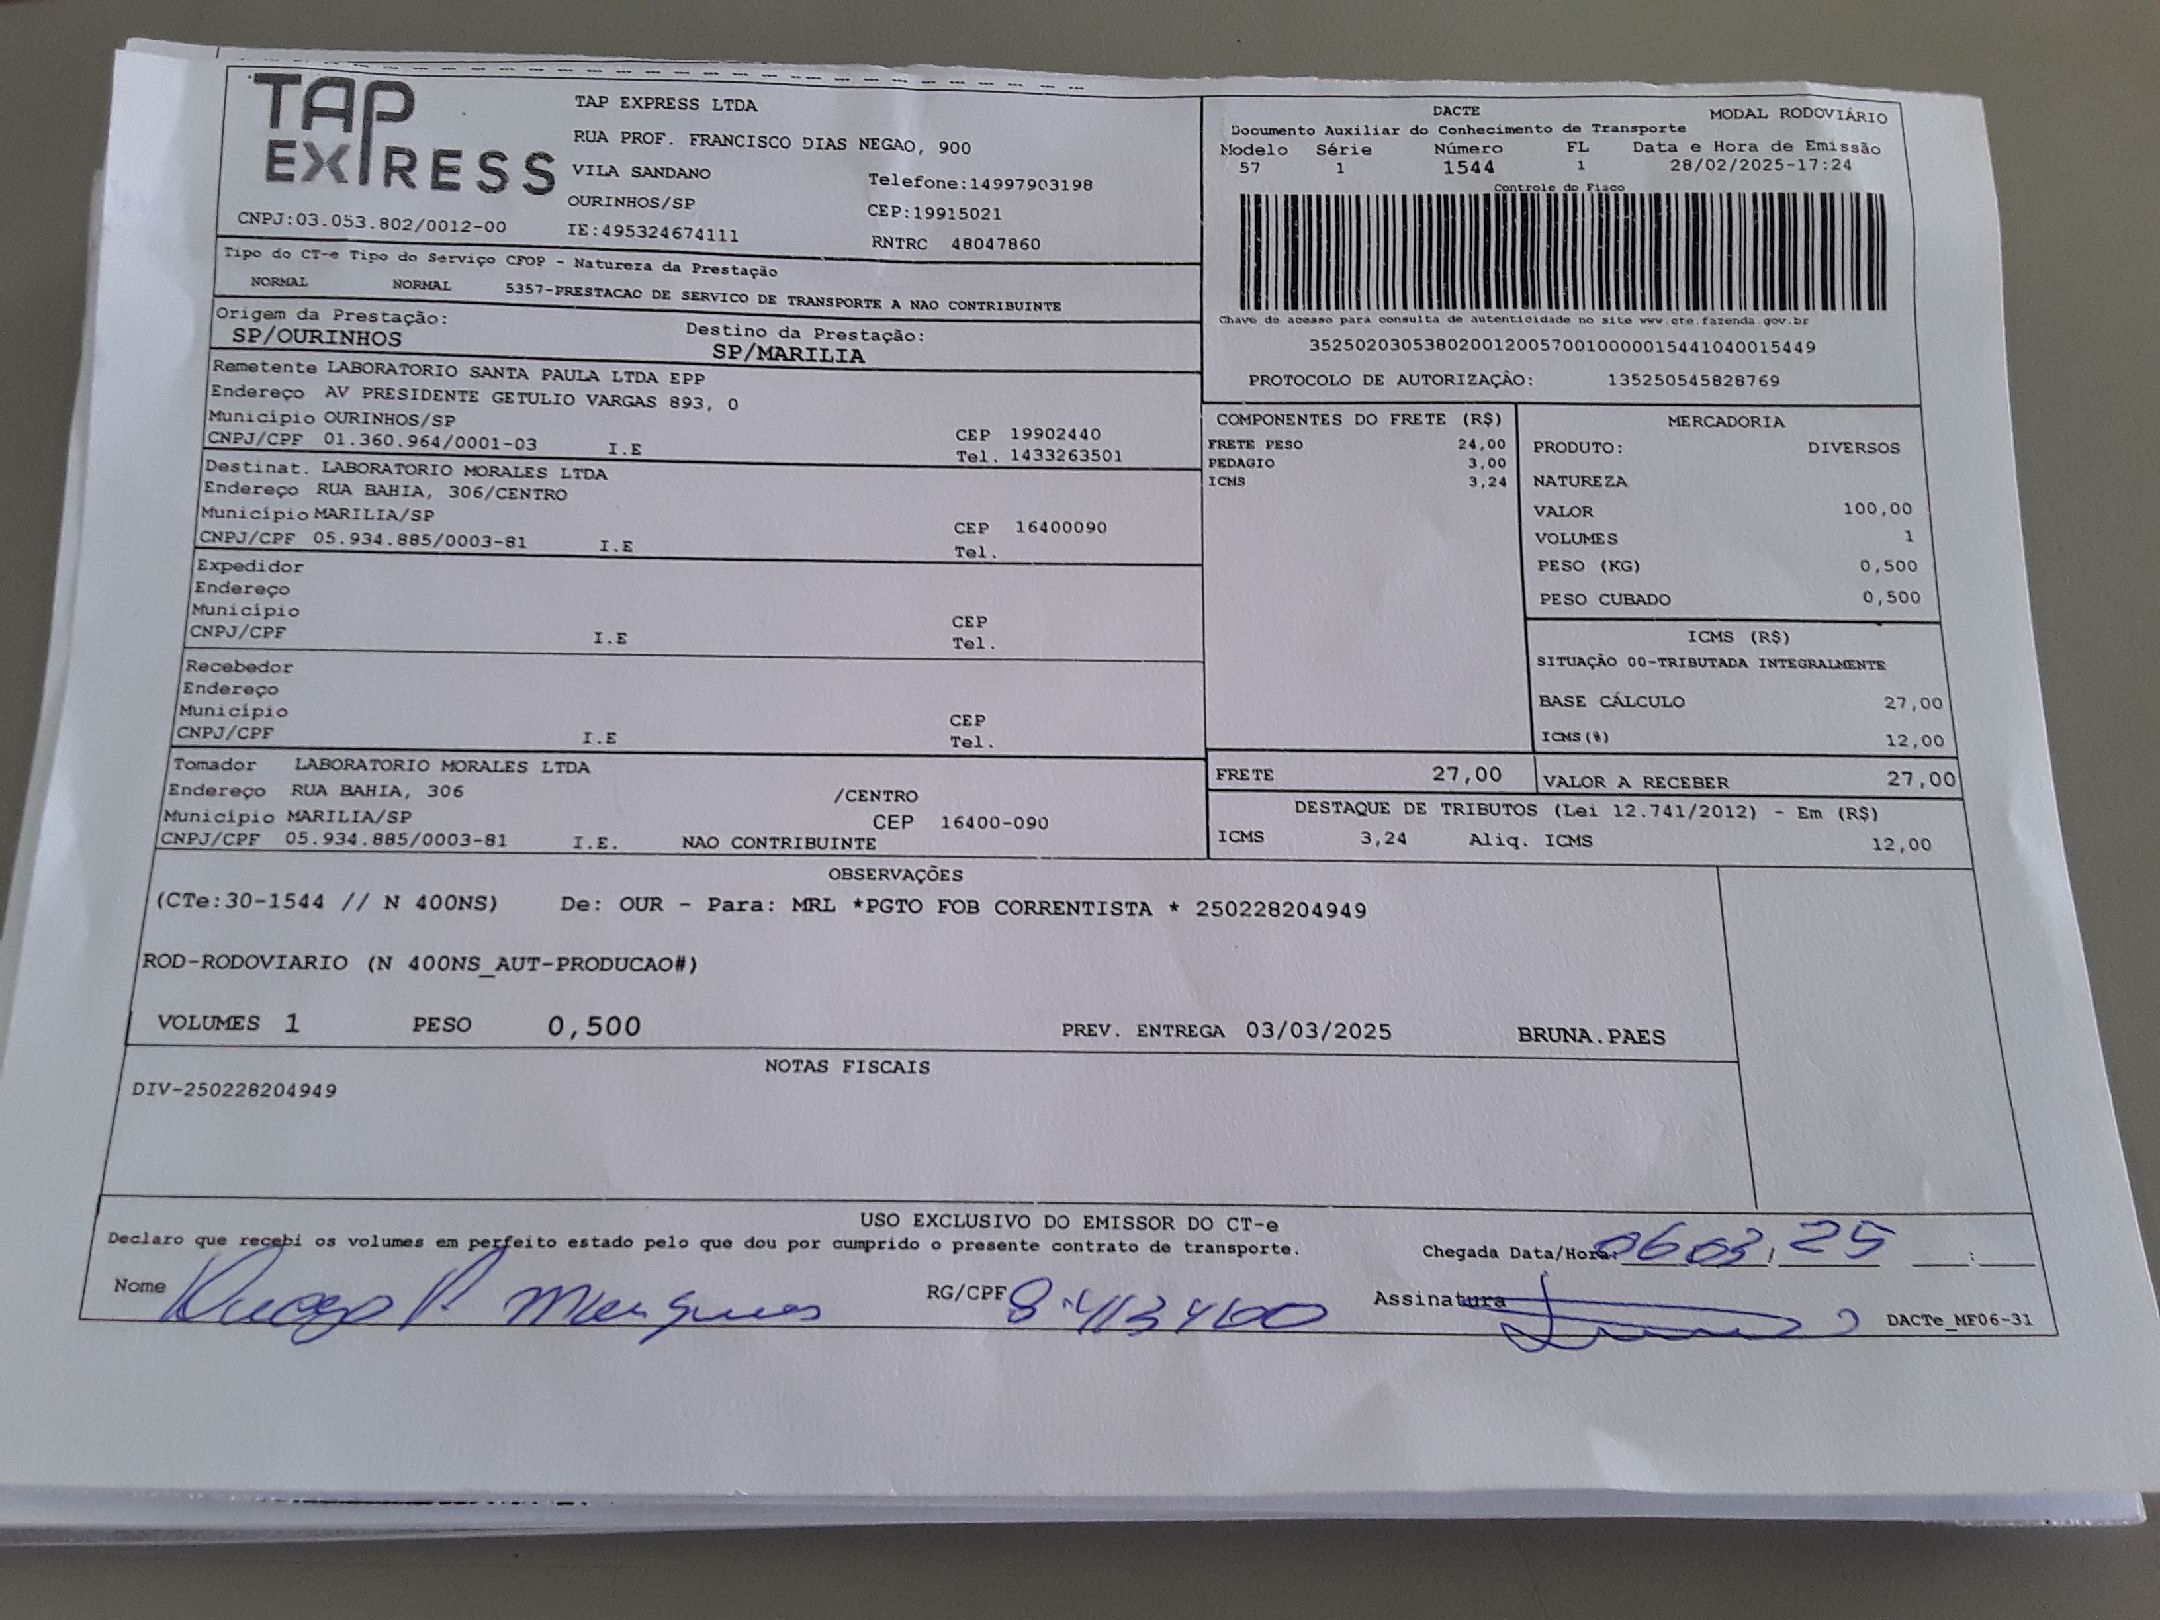 TAP
EXPRESS
CNPJ:03.053.802/0012-00
TAP EXPRESS LTDA
RUA PROF. FRANCISCO DIAS NEGAO, 900
VILA SANDANO Telefone:14997903198
OURINHOS/SP CEP:19915021
IE:495324674111 RNTRC 48047860
DACTE MODAL RODOVIÁRIO
Documento Auxiliar do Conhecimento de Transporte
Modelo Série Número FL Data e Hora de Emissão
57 1 1544 1 28/02/2025-17:24
Controle do Fisco
Chave de acesso para consulta de autenticidade no site www.cte.fazenda.gov.br
35250203053802001200570010000015441040015449
PROTOCOLO DE AUTORIZAÇÃO: 135250545828769
Tipo do CT-e Tipo do Serviço CFOP - Natureza da Prestação
NORMAL NORMAL 5357-PRESTACAO DE SERVICO DE TRANSPORTE A NAO CONTRIBUINTE
Origem da Prestação: Destino da Prestação:
SP/OURINHOS SP/MARILIA
Remetente LABORATORIO SANTA PAULA LTDA EPP
Endereço AV PRESIDENTE GETULIO VARGAS 893, 0
Município OURINHOS/SP CEP 19902440
CNPJ/CPF 01.360.964/0001-03 I.E Tel. 1433263501
Destinat. LABORATORIO MORALES LTDA
Endereço RUA BAHIA, 306/CENTRO
Município MARILIA/SP CEP 16400090
CNPJ/CPF 05.934.885/0003-81 I.E Tel.
Expedidor
Endereço
Município CEP
CNPJ/CPF I.E Tel.
Recebedor
Endereço
Município CEP
CNPJ/CPF I.E Tel.
Tomador LABORATORIO MORALES LTDA
Endereço RUA BAHIA, 306 /CENTRO
Município MARILIA/SP CEP 16400-090
CNPJ/CPF 05.934.885/0003-81 I.E. NAO CONTRIBUINTE
COMPONENTES DO FRETE (R$)
FRETE PESO 24,00
PEDAGIO 3,00
ICMS 3,24
MERCADORIA
PRODUTO: DIVERSOS
NATUREZA
VALOR 100,00
VOLUMES 1
PESO (KG) 0,500
PESO CUBADO 0,500
ICMS (R$)
SITUAÇÃO 00-TRIBUTADA INTEGRALMENTE
BASE CÁLCULO 27,00
ICMS(%) 12,00
FRETE 27,00 VALOR A RECEBER 27,00
DESTAQUE DE TRIBUTOS (Lei 12.741/2012) - Em (R$)
ICMS 3,24 Aliq. ICMS 12,00
OBSERVAÇÕES
(CTe:30-1544 // N 400NS) De: OUR - Para: MRL *PGTO FOB CORRENTISTA * 250228204949
ROD-RODOVIARIO (N 400NS_AUT-PRODUCAO#)
VOLUMES 1 PESO 0,500 PREV. ENTREGA 03/03/2025 BRUNA.PAES
NOTAS FISCAIS
DIV-250228204949
USO EXCLUSIVO DO EMISSOR DO CT-e
Declaro que recebi os volumes em perfeito estado pelo que dou por cumprido o presente contrato de transporte.
Chegada Data/Hora: 06 03 / 25 :
Nome RG/CPF Assinatura DACTe_MF06-31